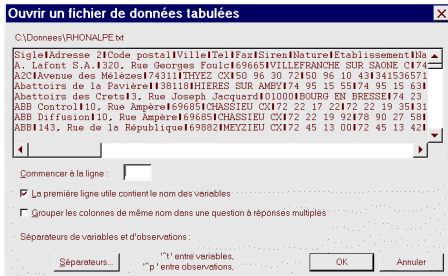 Ouvrir un fichier de données tabulées
C:\Donnees\RHONALPE.txt
Sigle▌Adresse 2▌Code postal▌Ville▌Tel▌Fax▌Siren▌Nature▌Etablissement▌Na
A. Lafont S.A.▌320, Rue Georges Foulc▌69665▌VILLEFRANCHE SUR SAONE C▌74
A2C▌Avenue des Mélèzes▌74311▌THYEZ CX▌50 96 30 72▌50 96 10 43▌341536571
Abattoirs de la Pavière▌▌38118▌HIERES SUR AMBY▌74 95 15 55▌74 95 15 63▌
Abattoirs des Crets▌3, Rue Joseph Jacquard▌01000▌BOURG EN BRESSE▌74 23
ABB Control▌10, Rue Ampère▌69685▌CHASSIEU CX▌72 22 17 22▌72 22 19 35▌31
ABB Diffusion▌10, Rue Ampère▌69685▌CHASSIEU CX▌72 22 19 92▌78 90 27 58▌
ABB▌143, Rue de la République▌69882▌MEYZIEU CX▌72 45 13 00▌72 45 13 42▌
Commencer à la ligne :
La première ligne utile contient le nom des variables
Grouper les colonnes de même nom dans une question à réponses multiples
Séparateurs de variables et d'observations :
Séparateurs...
'^t' entre variables,
'^p' entre observations,
OK
Annuler